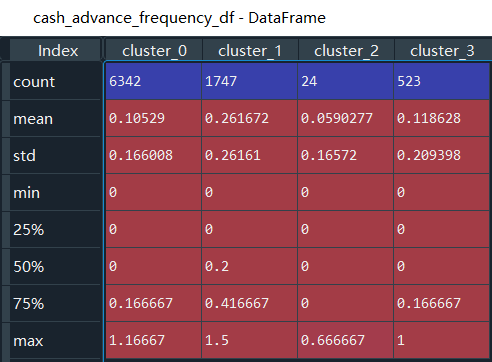 cash_advance_frequency_df - DataFrame
Index cluster_0 cluster_1 cluster_2 cluster_3
count 6342 1747 24 523
mean 0.10529 0.261672 0.0590277 0.118628
std 0.166008 0.26161 0.16572 0.209398
min 0 0 0 0
25% 0 0 0 0
50% 0 0.2 0 0
75% 0.166667 0.416667 0 0.166667
max 1.16667 1.5 0.666667 1